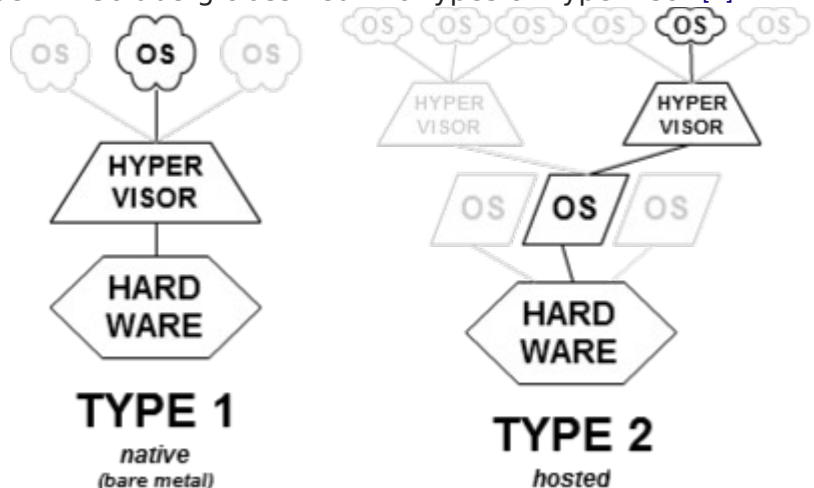 OS OS OS
HYPER
VISOR
HARD
WARE
TYPE 1
native
(bare metal)
OS OS OS OS OS OS
HYPER
VISOR
HYPER
VISOR
OS OS OS
HARD
WARE
TYPE 2
hosted